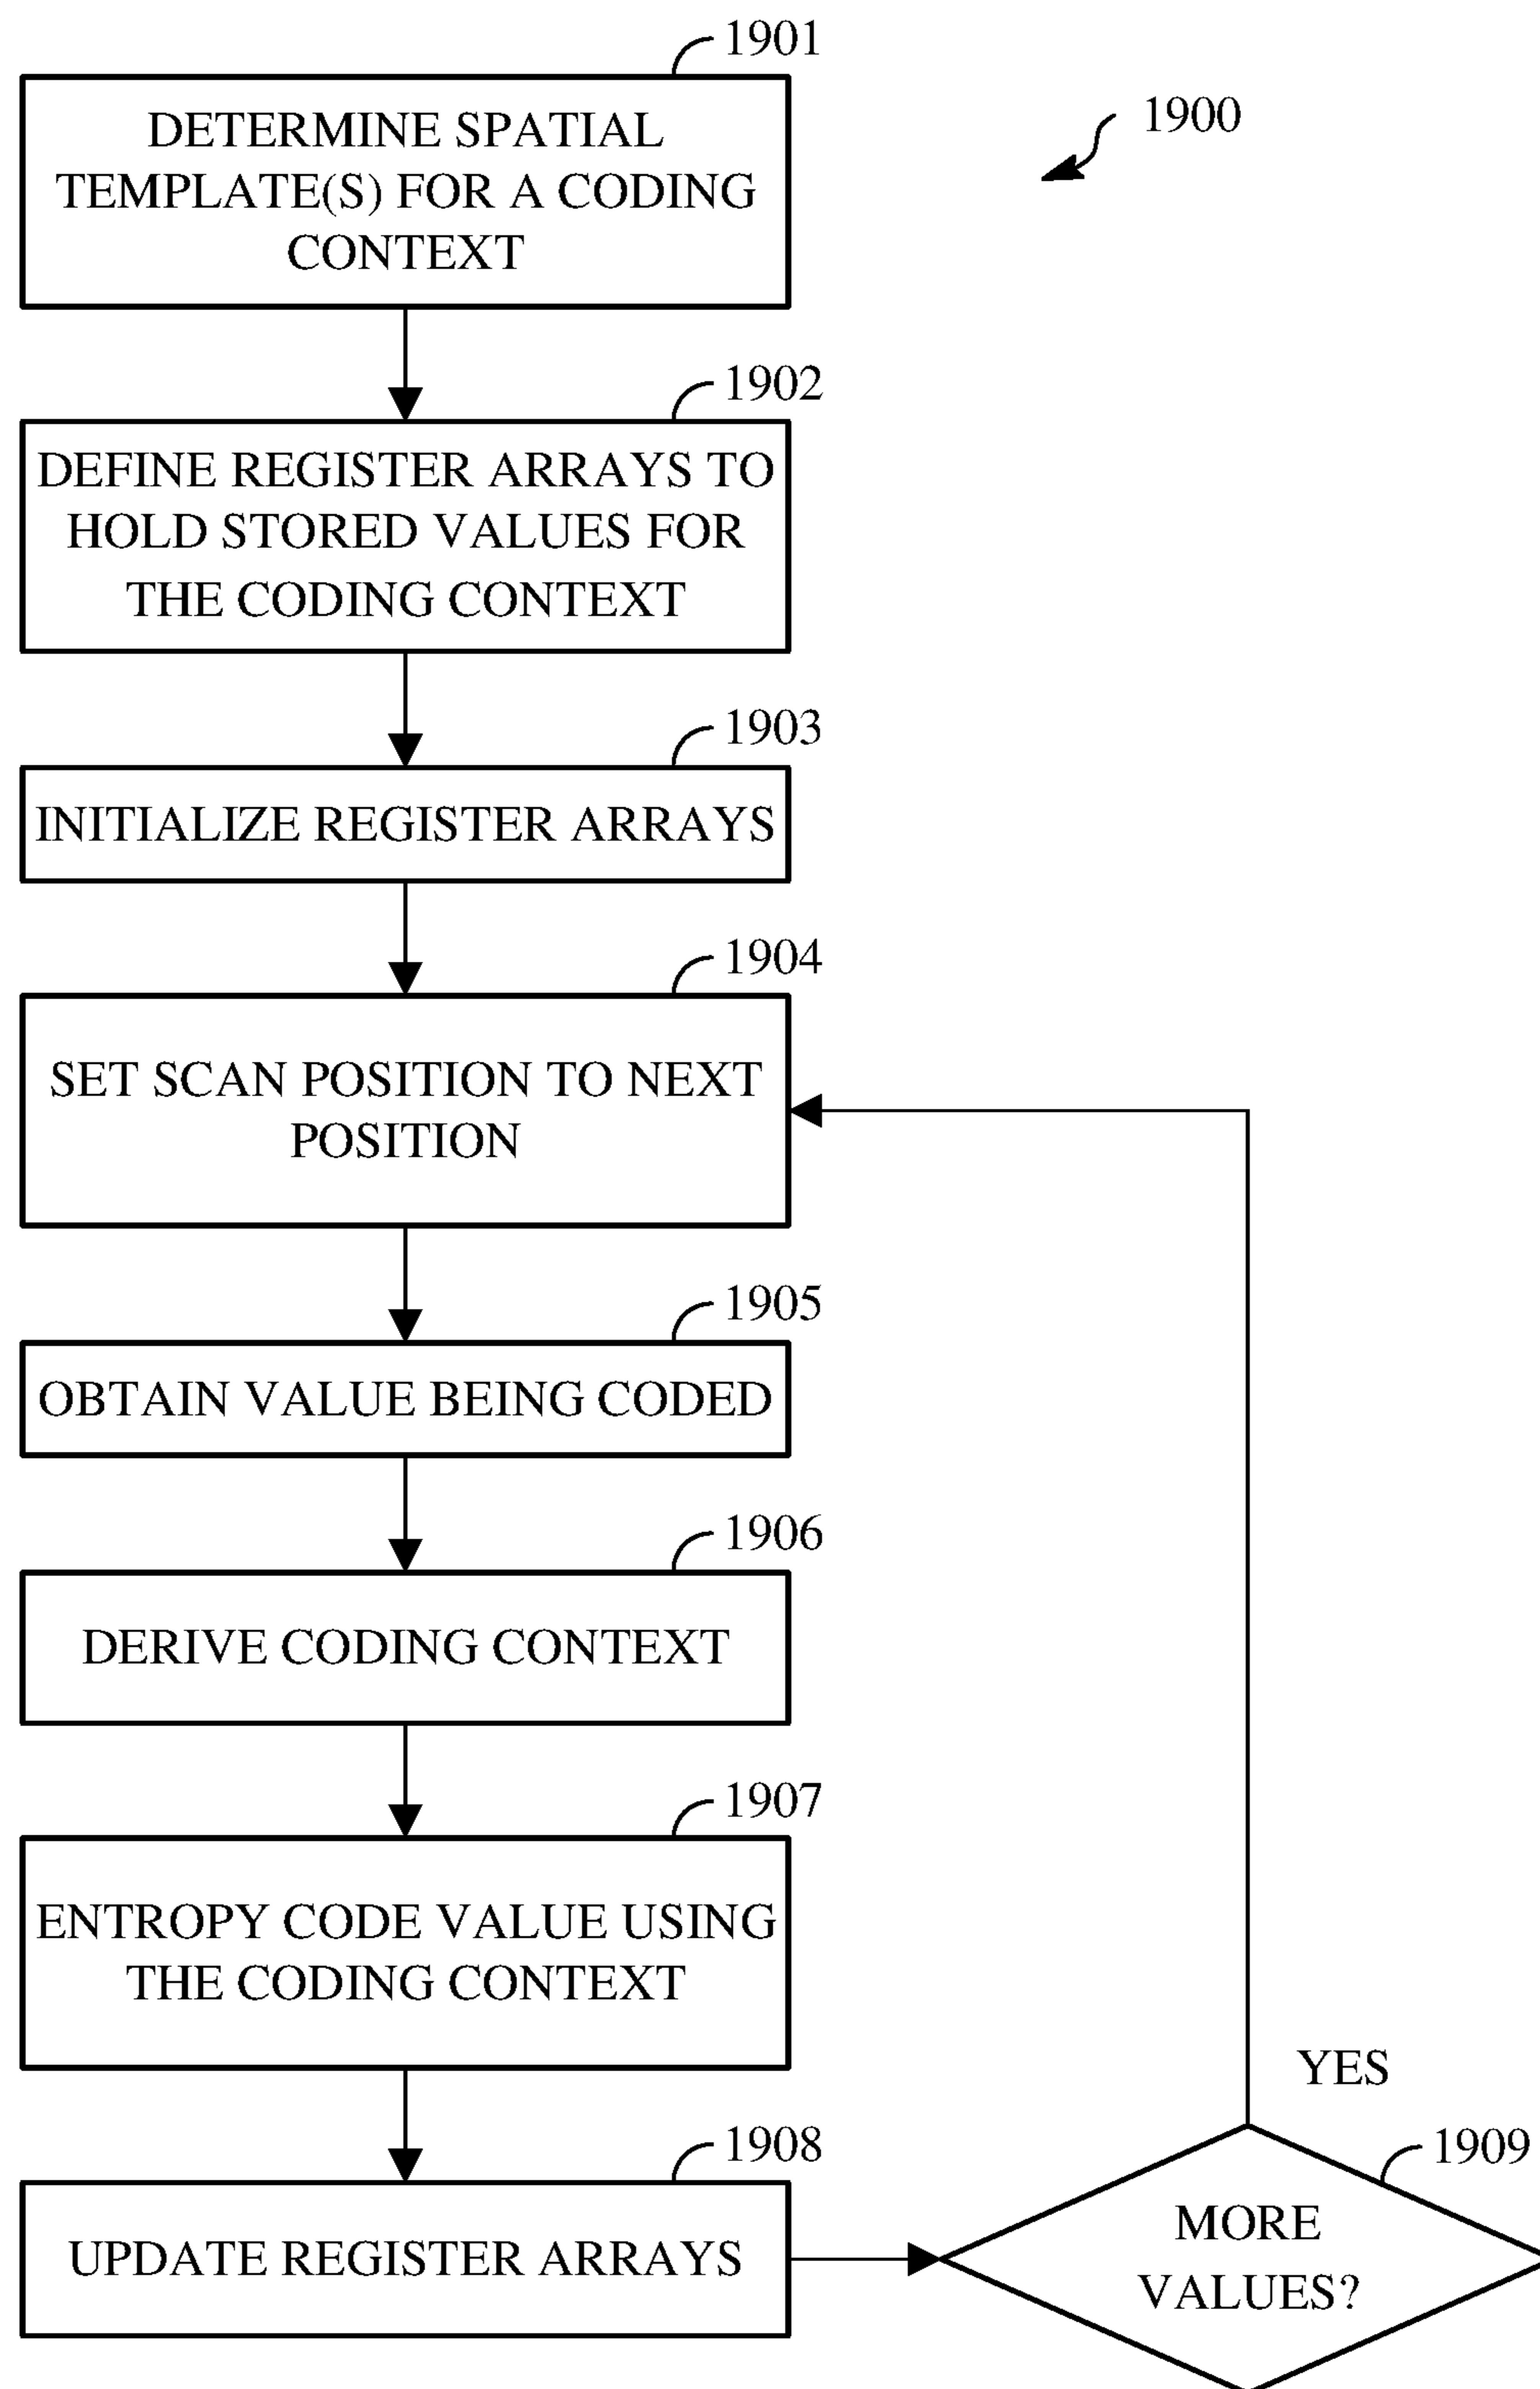 1901
1900
DETERMINE SPATIAL
TEMPLATE(S) FOR A CODING
CONTEXT
1902
DEFINE REGISTER ARRAYS TO
HOLD STORED VALUES FOR
THE CODING CONTEXT
1903
INITIALIZE REGISTER ARRAYS
1904
SET SCAN POSITION TO NEXT
POSITION
1905
OBTAIN VALUE BEING CODED
1906
DERIVE CODING CONTEXT
1907
ENTROPY CODE VALUE USING
THE CODING CONTEXT
YES
1908
UPDATE REGISTER ARRAYS
1909
MORE
VALUES?